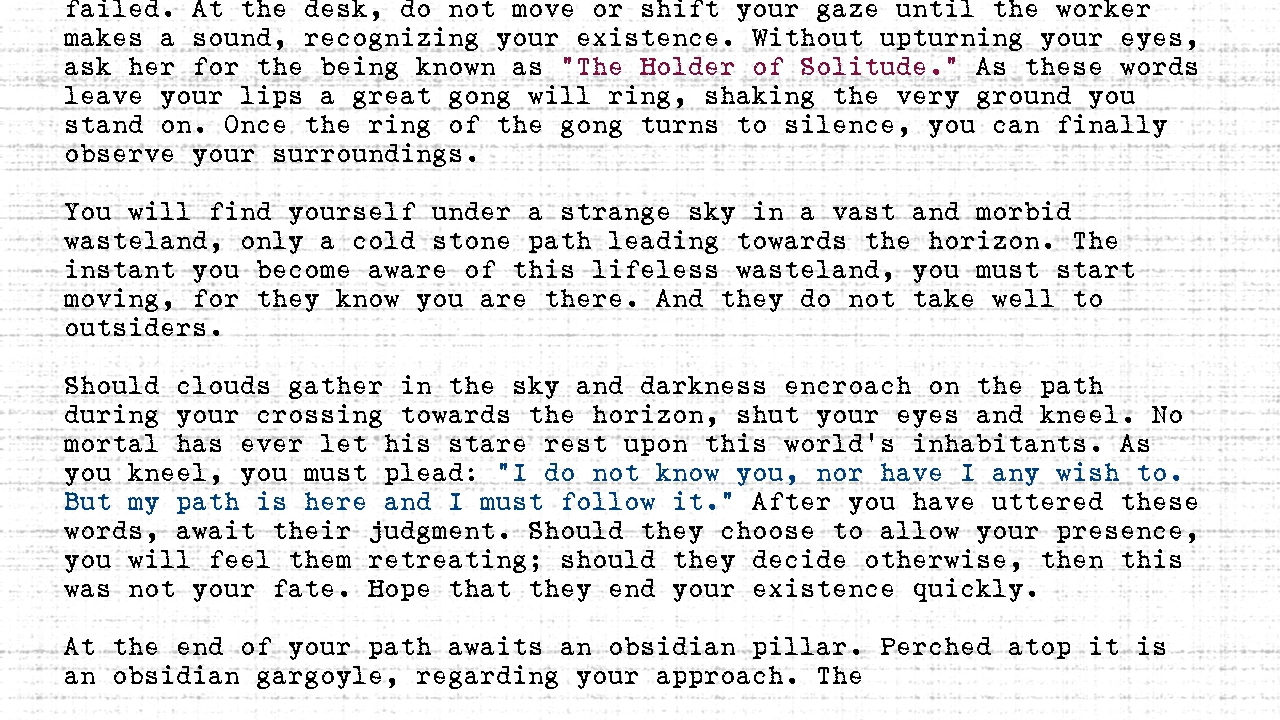 failed. At the desk, do not move or shift your gaze until the worker
makes a sound, recognizing your existence. Without upturning your eyes,
ask her for the being known as "The Holder of Solitude." As these words
leave your lips a great gong will ring, shaking the very ground you
stand on. Once the ring of the gong turns to silence, you can finally
observe your surroundings.

You will find yourself under a strange sky in a vast and morbid
wasteland, only a cold stone path leading towards the horizon. The
instant you become aware of this lifeless wasteland, you must start
moving, for they know you are there. And they do not take well to
outsiders.

Should clouds gather in the sky and darkness encroach on the path
during your crossing towards the horizon, shut your eyes and kneel. No
mortal has ever let his stare rest upon this world's inhabitants. As
you kneel, you must plead: "I do not know you, nor have I any wish to.
But my path is here and I must follow it." After you have uttered these
words, await their judgment. Should they choose to allow your presence,
you will feel them retreating; should they decide otherwise, then this
was not your fate. Hope that they end your existence quickly.

At the end of your path awaits an obsidian pillar. Perched atop it is
an obsidian gargoyle, regarding your approach. The